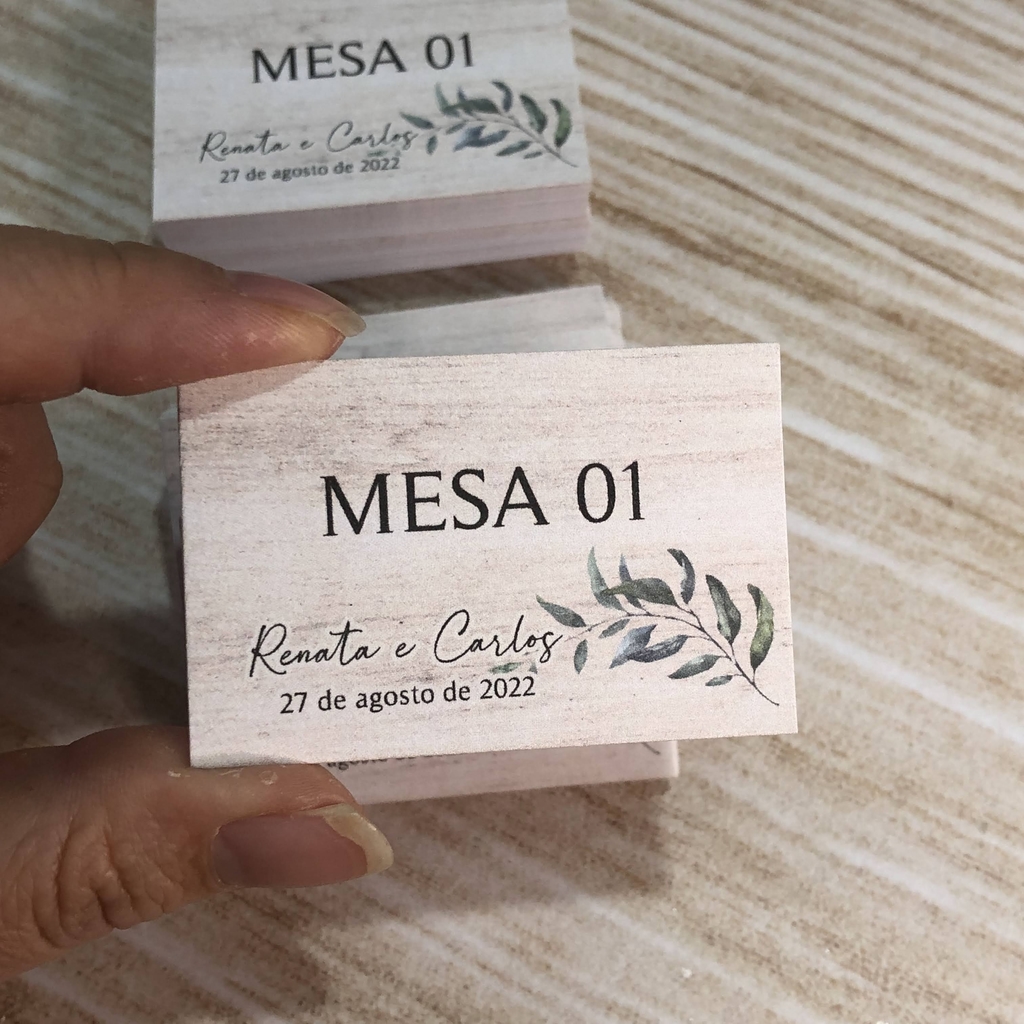 MESA 01
Renata e Carlos
27 de agosto de 2022
MESA 01
Renata e Carlos
27 de agosto de 2022